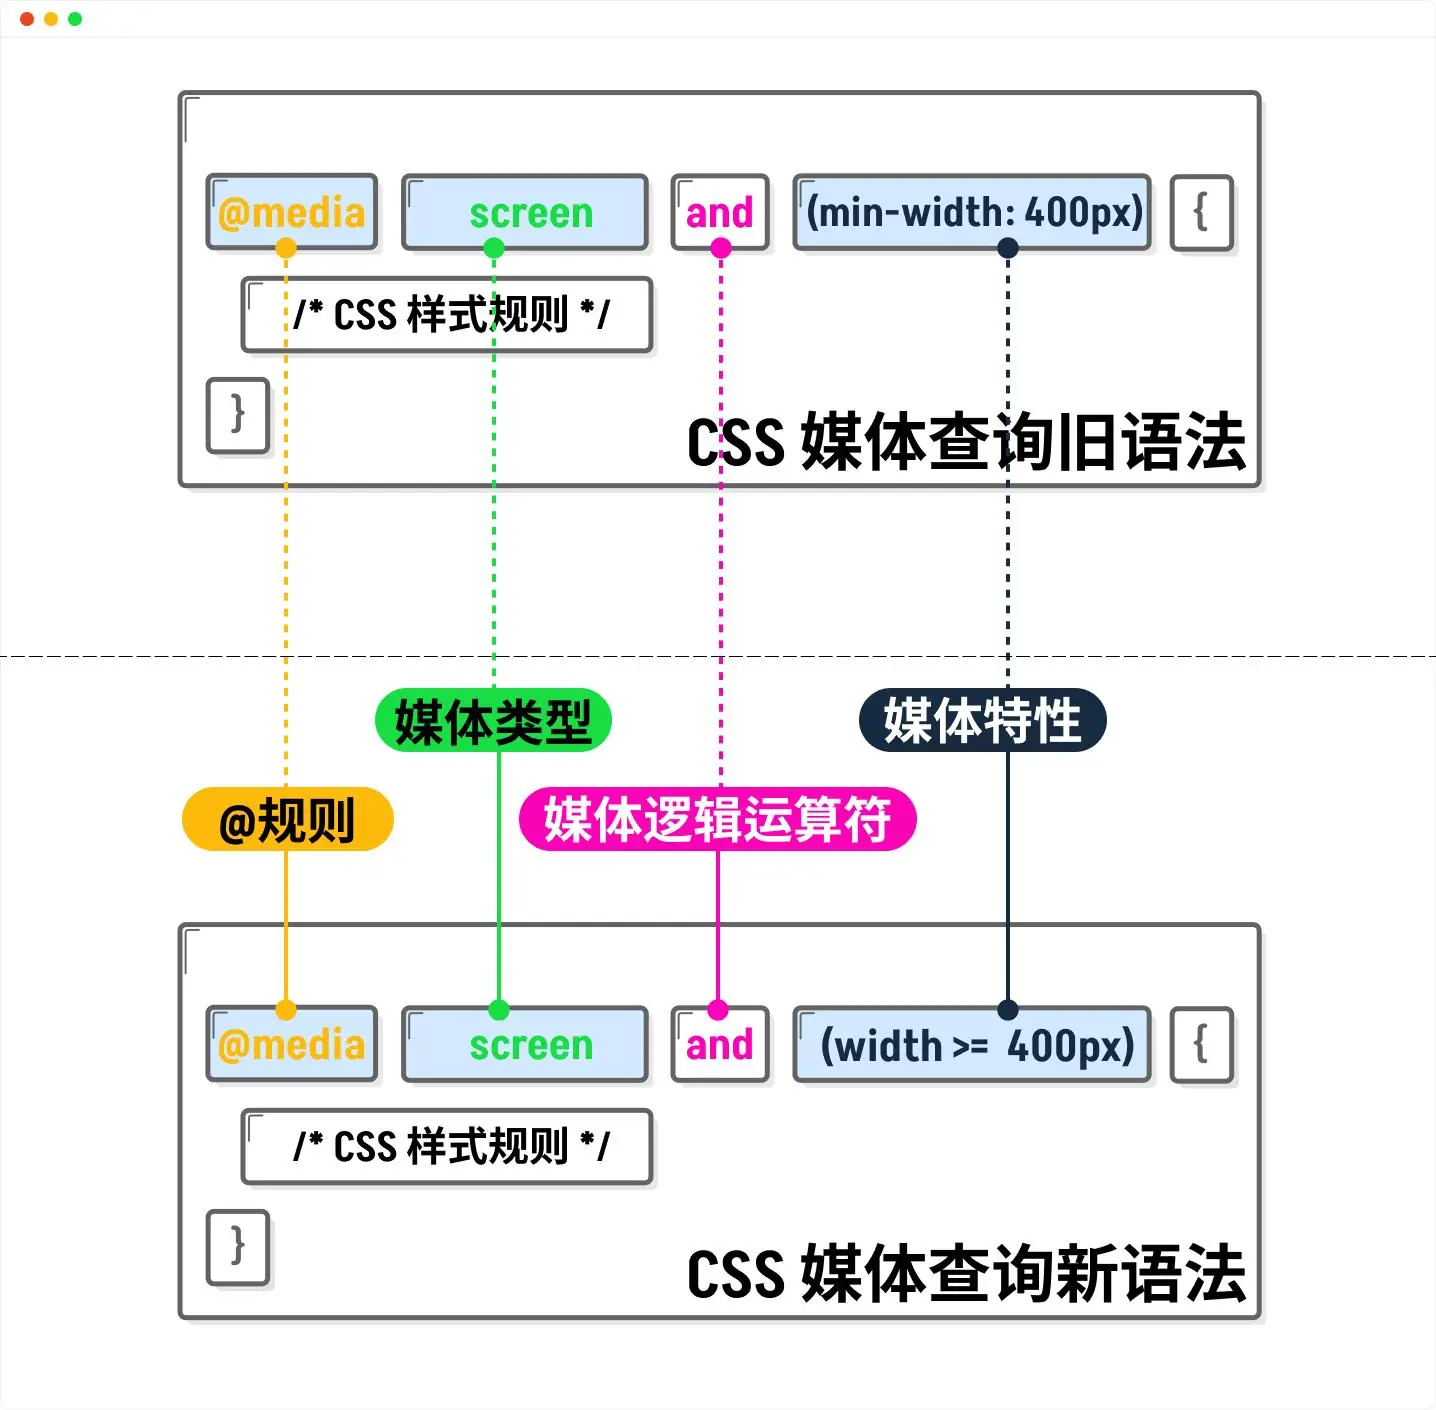 @media screen and (min-width: 400px) {
/* CSS 样式规则 */
}
CSS 媒体查询旧语法
媒体类型 媒体特性
@规则 媒体逻辑运算符
@media screen and (width >= 400px) {
/* CSS 样式规则 */
}
CSS 媒体查询新语法